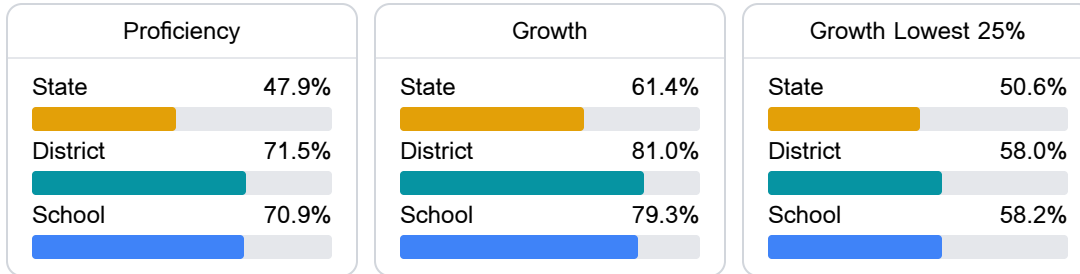 Proficiency
State 47.9%
District 71.5%
School 70.9%
Growth
State 61.4%
District 81.0%
School 79.3%
Growth Lowest 25%
State 50.6%
District 58.0%
School 58.2%